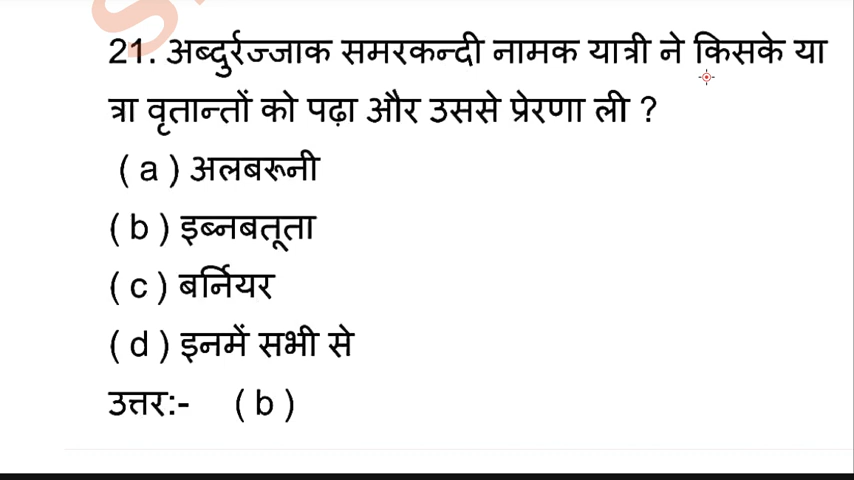 21. अब्दुर्रज्जाक समरकन्दी नामक यात्री ने किसके या
त्रा वृतान्तों को पढ़ा और उससे प्रेरणा ली ?
( a ) अलबरूनी
( b ) इब्नबतूता
( c ) बर्नियर
( d ) इनमें सभी से
उत्तर:- ( b )